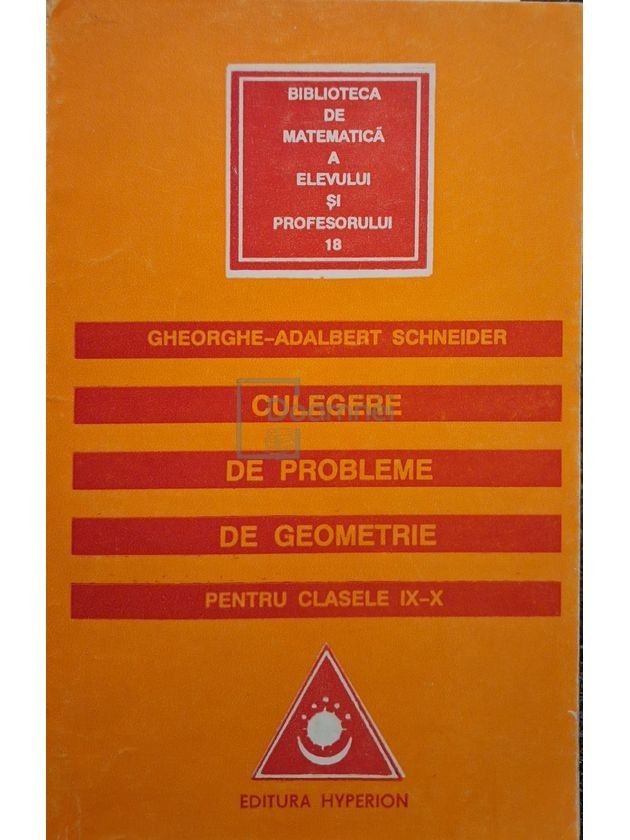 BIBLIOTECA
DE
MATEMATICĂ
A
ELEVULUI
ȘI
PROFESORULUI
18
GHEORGHE-ADALBERT SCHNEIDER
CULEGERE
DE PROBLEME
DE GEOMETRIE
PENTRU CLASELE IX-X
EDITURA HYPERION